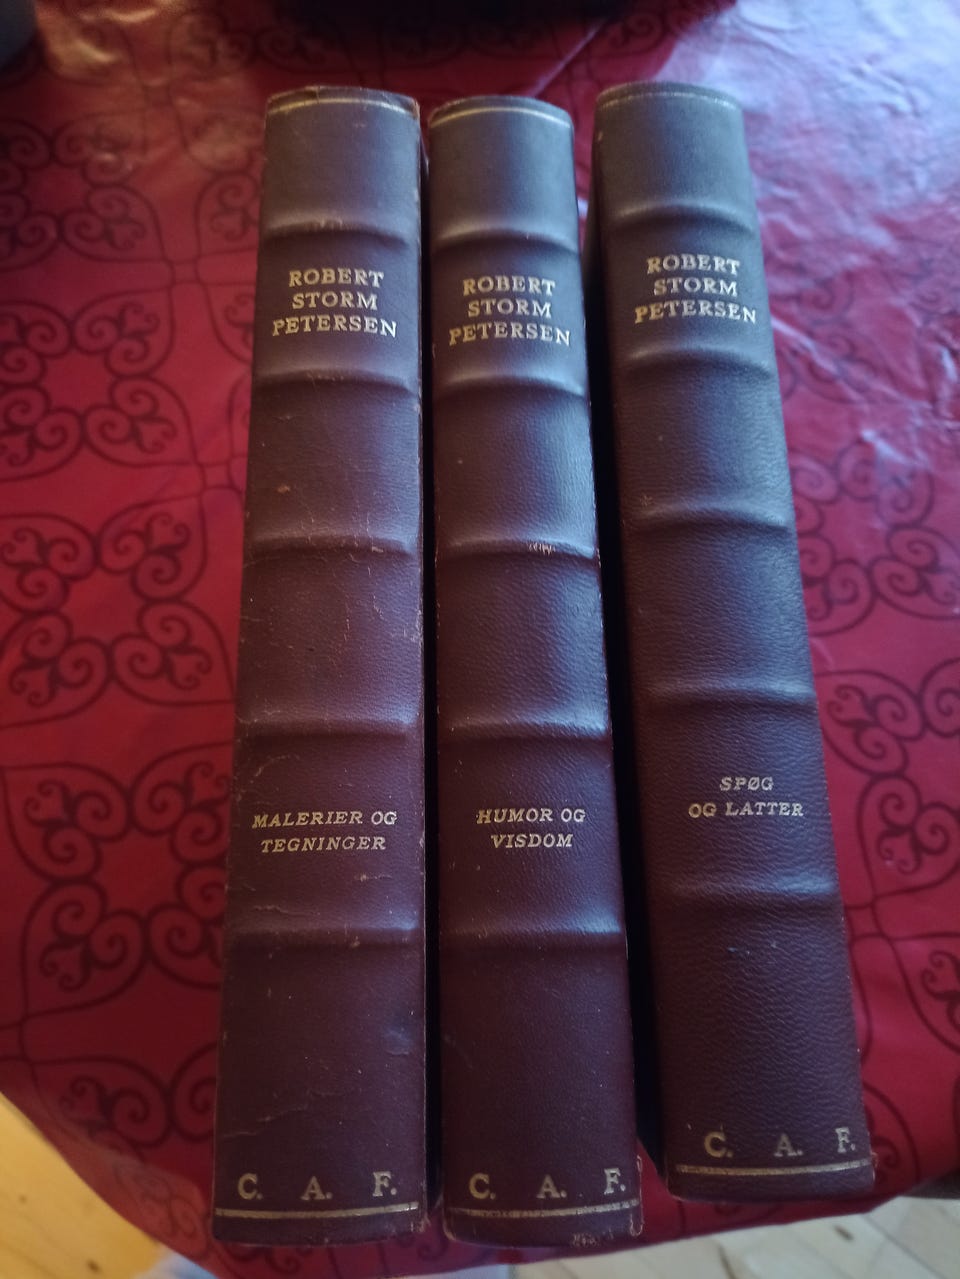 ROBERT
STORM
PETERSEN
MALERIER OG
TEGNINGER
C. A. F.
ROBERT
STORM
PETERSEN
HUMOR OG
VISDOM
C. A. F.
ROBERT
STORM
PETERSEN
SPØG
OG LATTER
C. A. F.